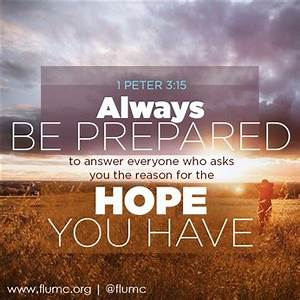 1 PETER 3:15
Always
BE PREPARED
to answer everyone who asks
you the reason for the
HOPE
YOU HAVE
www.flumc.org | @flumc